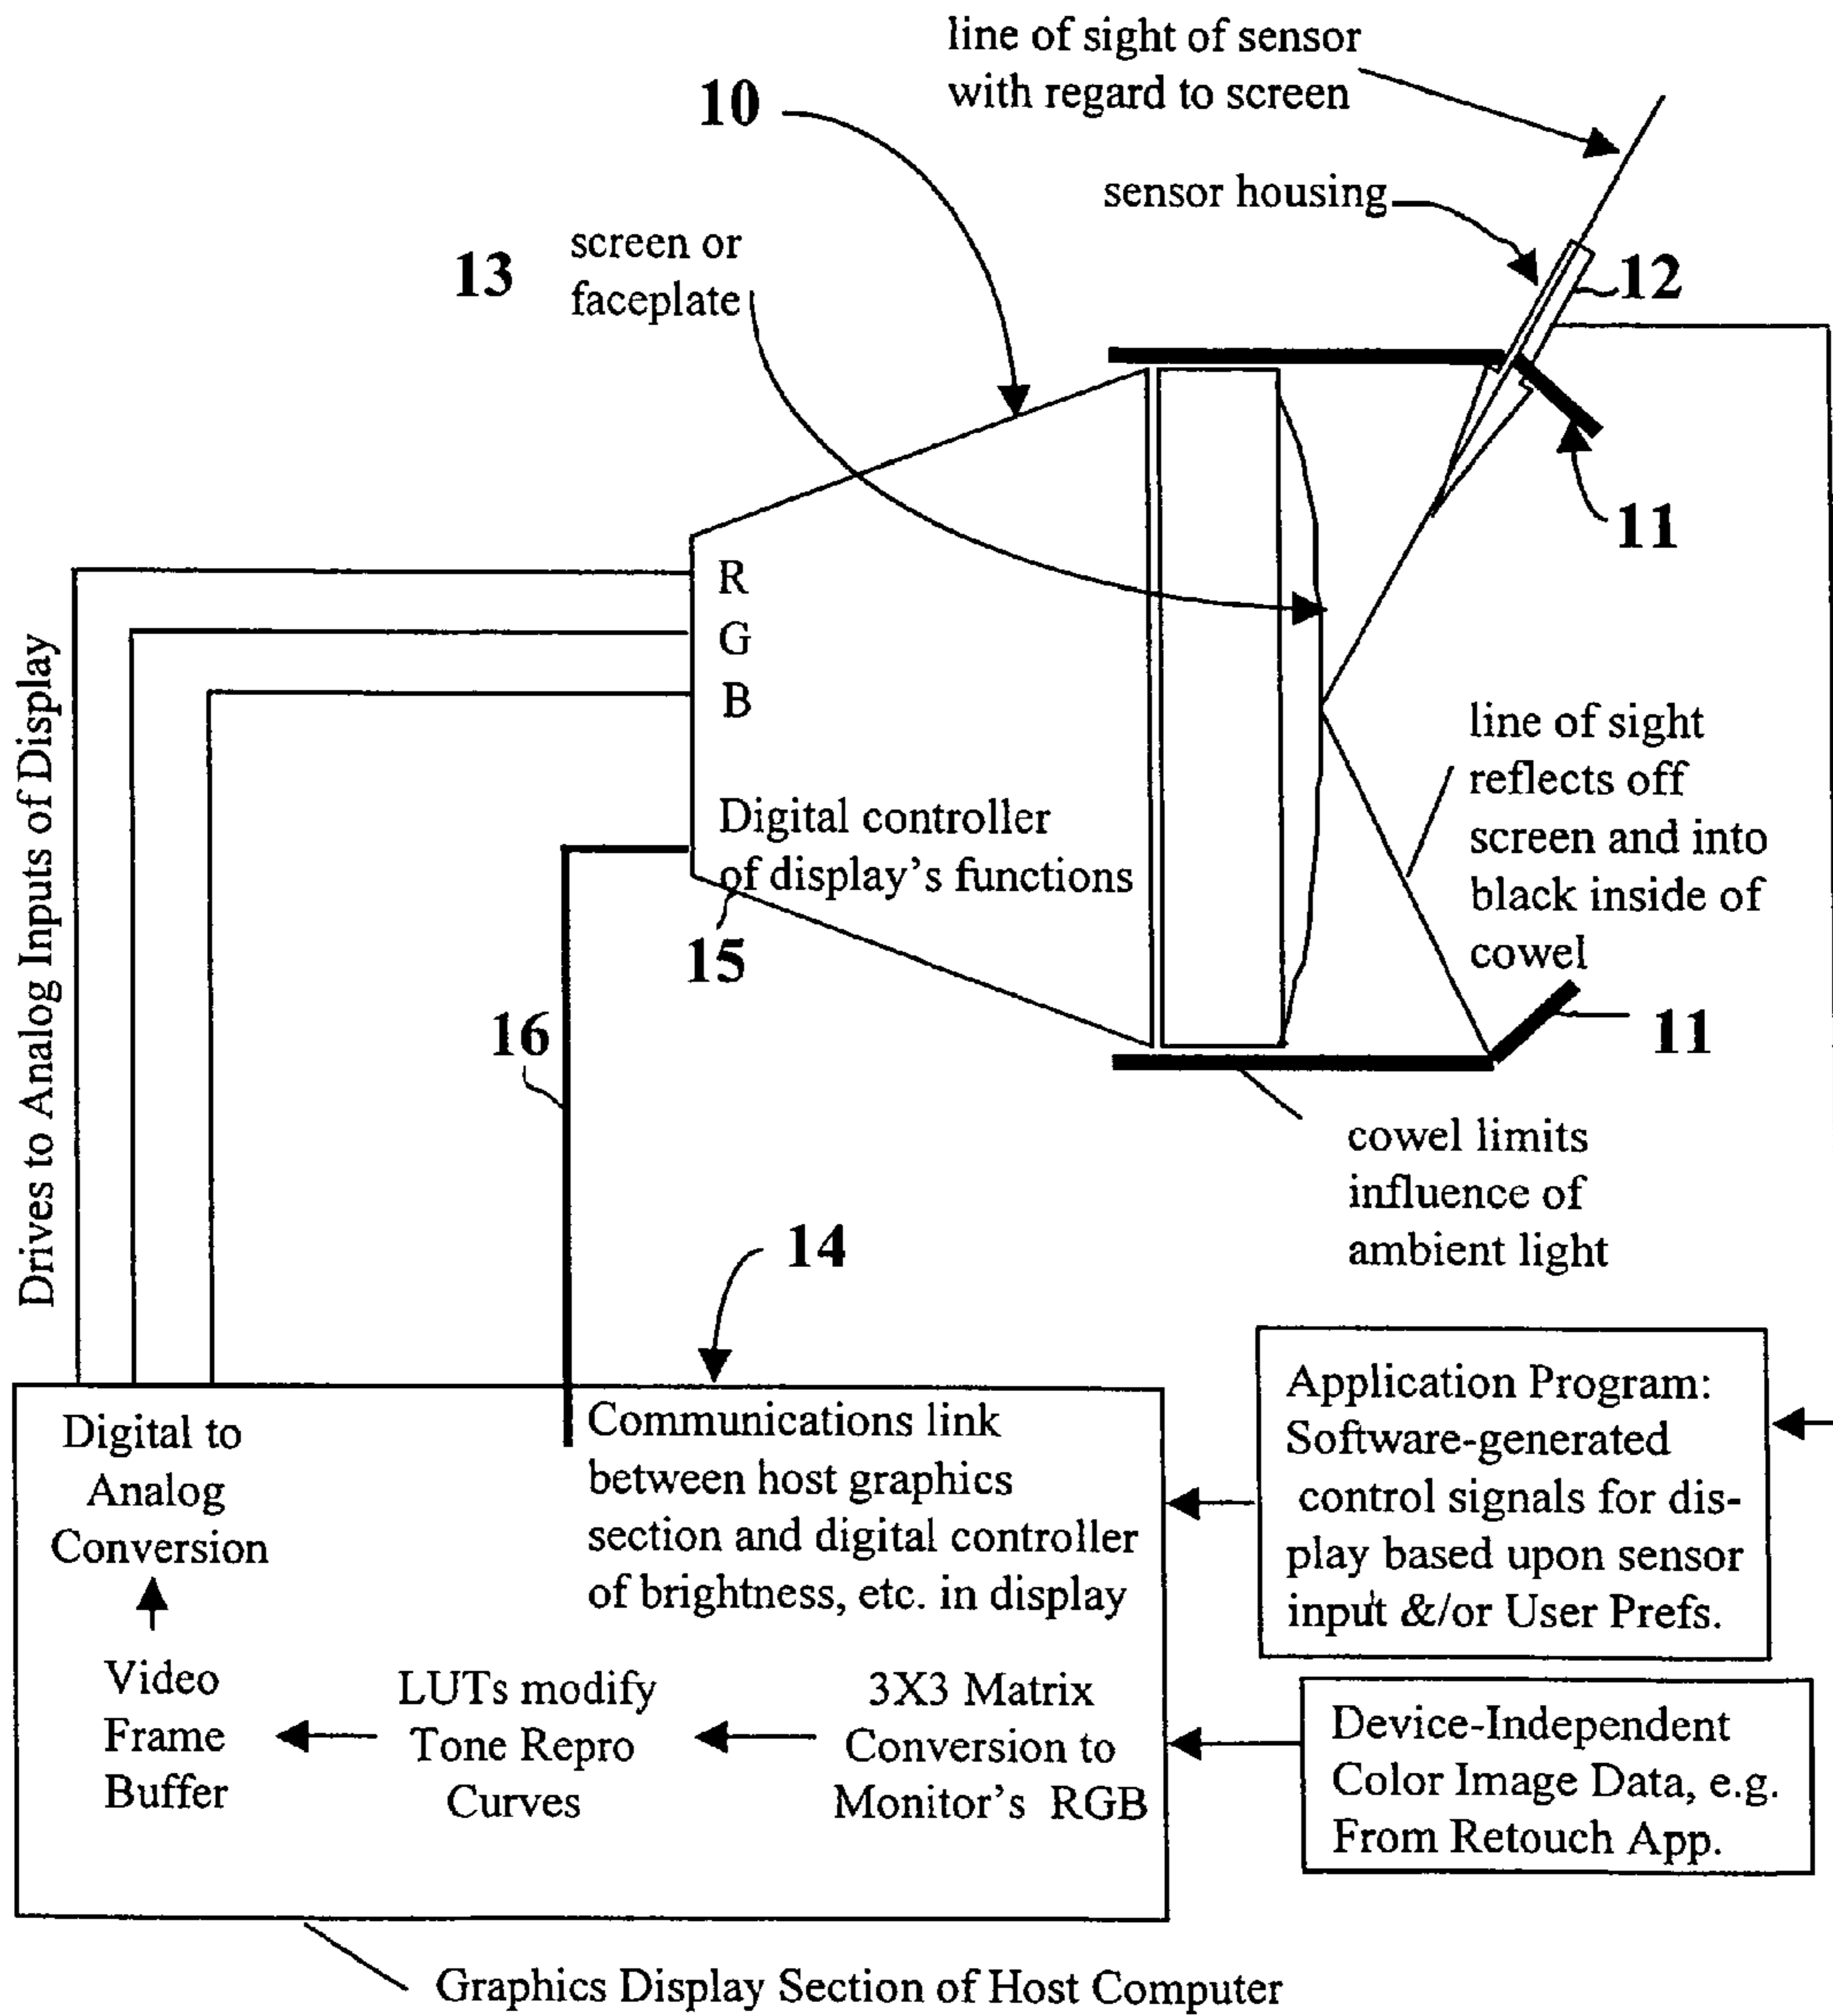 line of sight of sensor
with regard to screen
10
sensor housing
screen or
faceplate
13
12
11
R
G
B
Drives to Analog Inputs of Display
Digital controller
of display's functions
15
line of sight
reflects off
screen and into
black inside of
cowel
11
16
cowel limits
influence of
ambient light
14
Digital to
Analog
Conversion
Communications link
between host graphics
section and digital controller
of brightness, etc. in display
Application Program:
Software-generated
control signals for dis-
play based upon sensor
input &/or User Prefs.
Video
Frame
Buffer
LUTs modify
Tone Repro
Curves
3X3 Matrix
Conversion to
Monitor's RGB
Device-Independent
Color Image Data, e.g.
From Retouch App.
Graphics Display Section of Host Computer